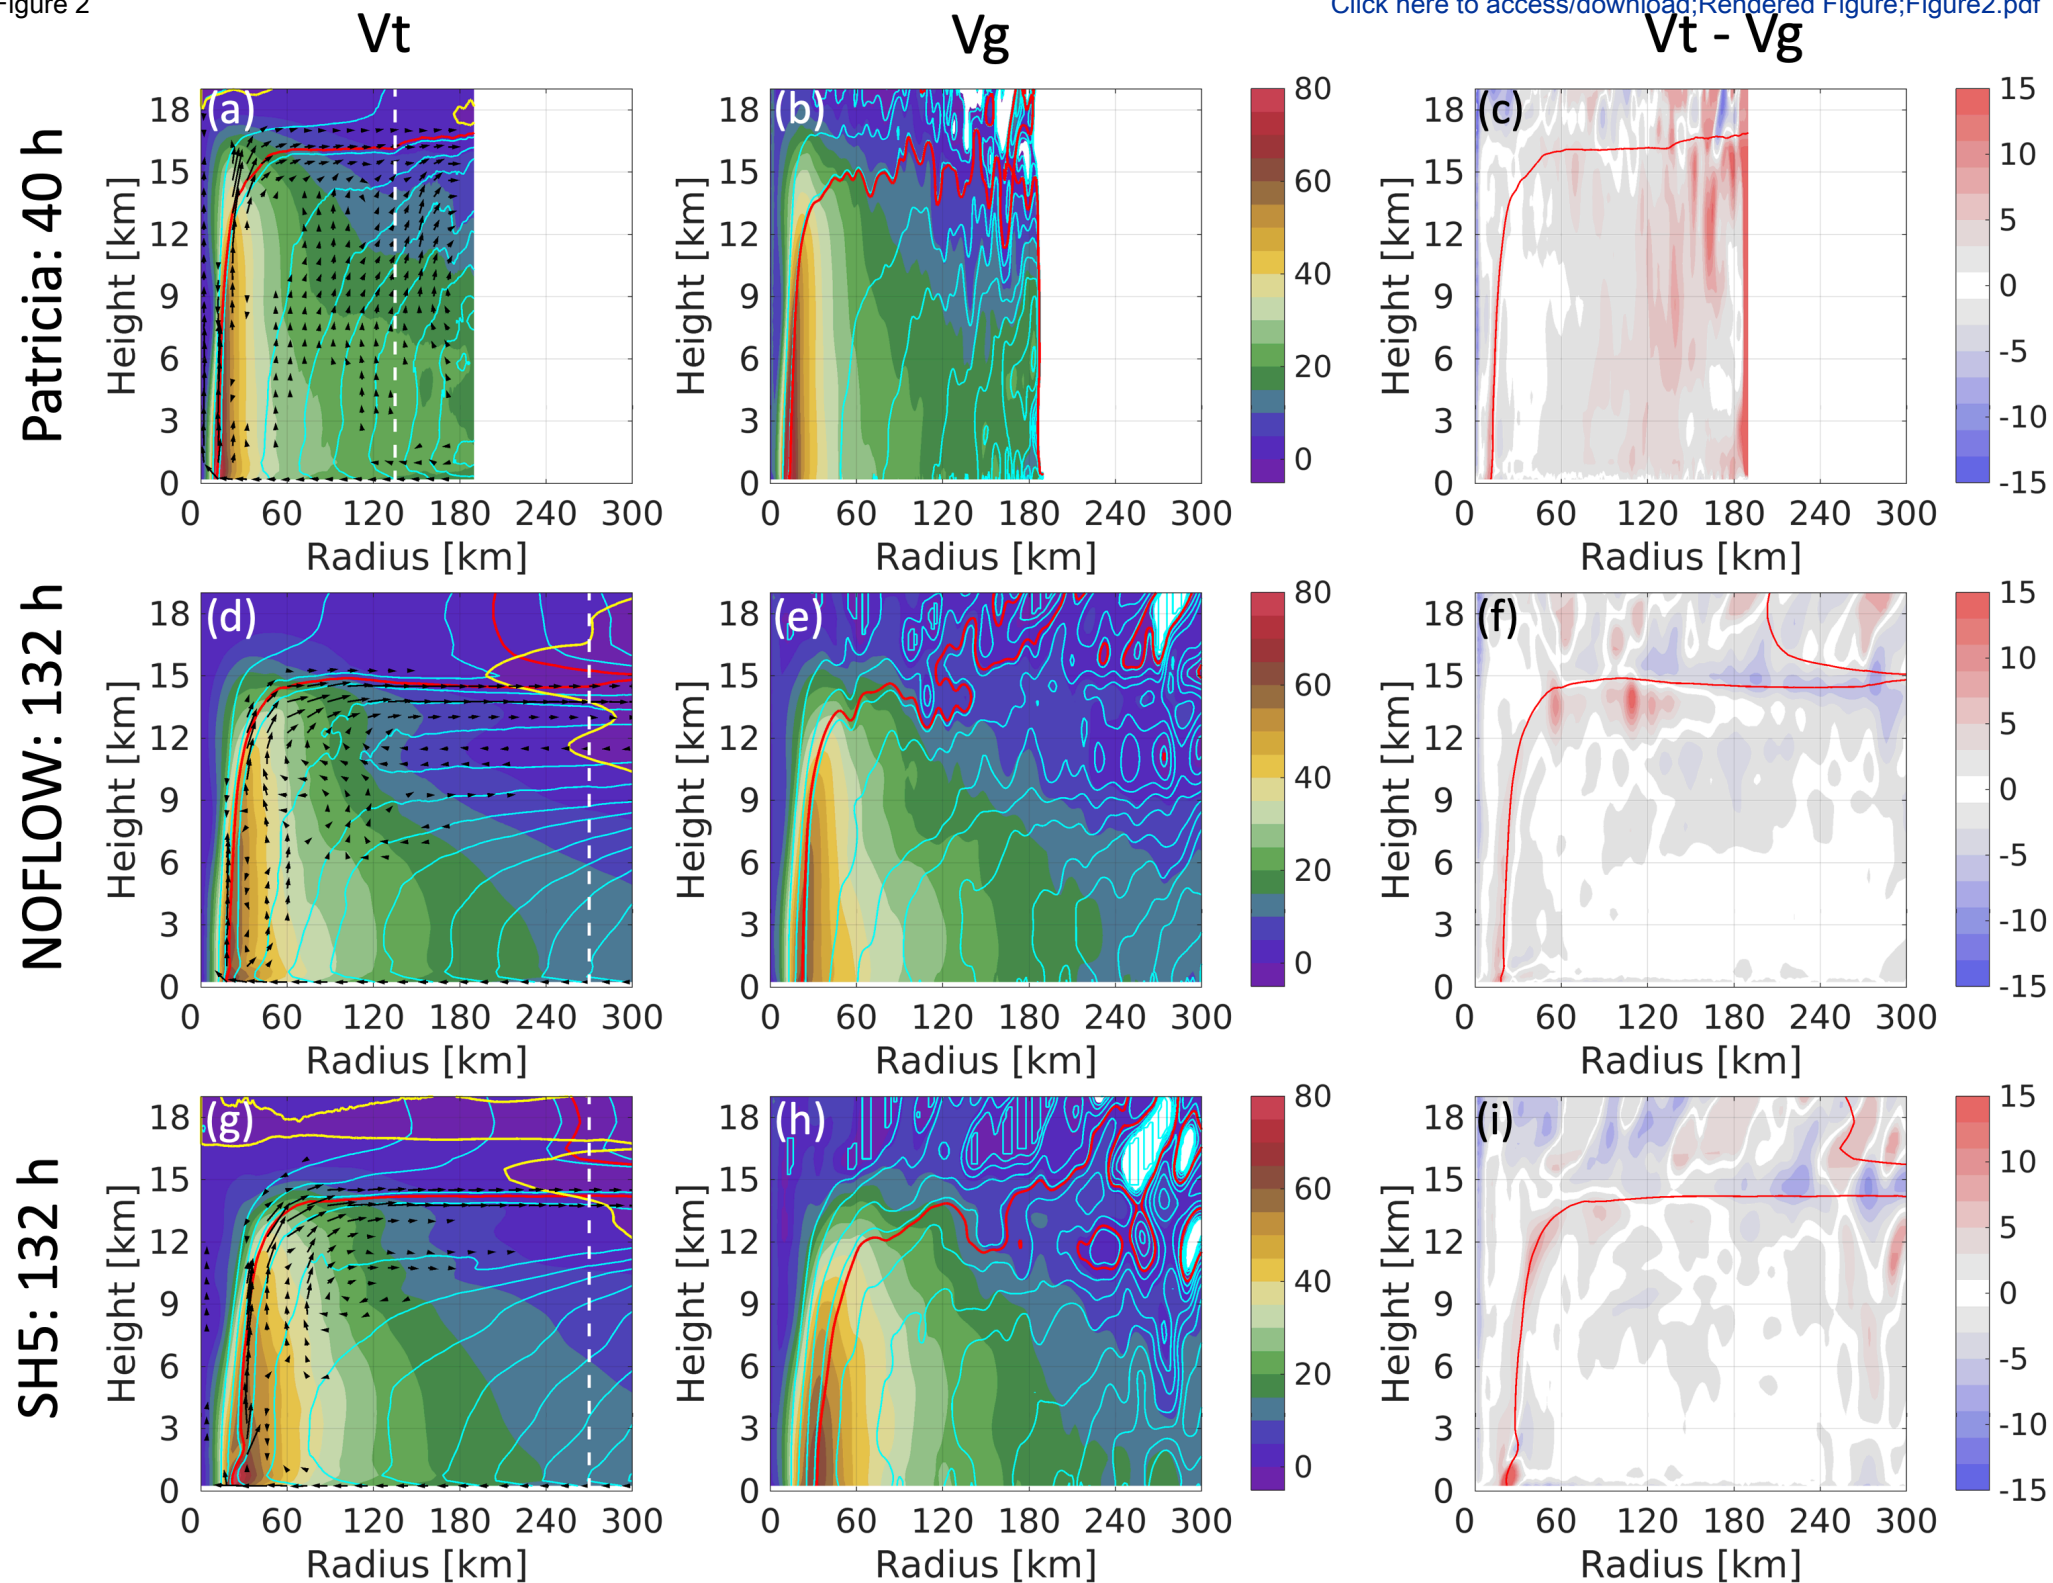 Figure 2
Click here to access/download;Rendered Figure;Figure2.pdf
Vt
Vg
Vt - Vg
Patricia: 40 h
(a)
Height [km]
18
15
12
9
6
3
0
0 60 120 180 240 300
Radius [km]
(b)
Height [km]
18
15
12
9
6
3
0
0 60 120 180 240 300
Radius [km]
80
60
40
20
0
(c)
Height [km]
18
15
12
9
6
3
0
0 60 120 180 240 300
Radius [km]
15
10
5
0
-5
-10
-15
NOFLOW: 132 h
(d)
Height [km]
18
15
12
9
6
3
0
0 60 120 180 240 300
Radius [km]
(e)
Height [km]
18
15
12
9
6
3
0
0 60 120 180 240 300
Radius [km]
80
60
40
20
0
(f)
Height [km]
18
15
12
9
6
3
0
0 60 120 180 240 300
Radius [km]
15
10
5
0
-5
-10
-15
SH5: 132 h
(g)
Height [km]
18
15
12
9
6
3
0
0 60 120 180 240 300
Radius [km]
(h)
Height [km]
18
15
12
9
6
3
0
0 60 120 180 240 300
Radius [km]
80
60
40
20
0
(i)
Height [km]
18
15
12
9
6
3
0
0 60 120 180 240 300
Radius [km]
15
10
5
0
-5
-10
-15